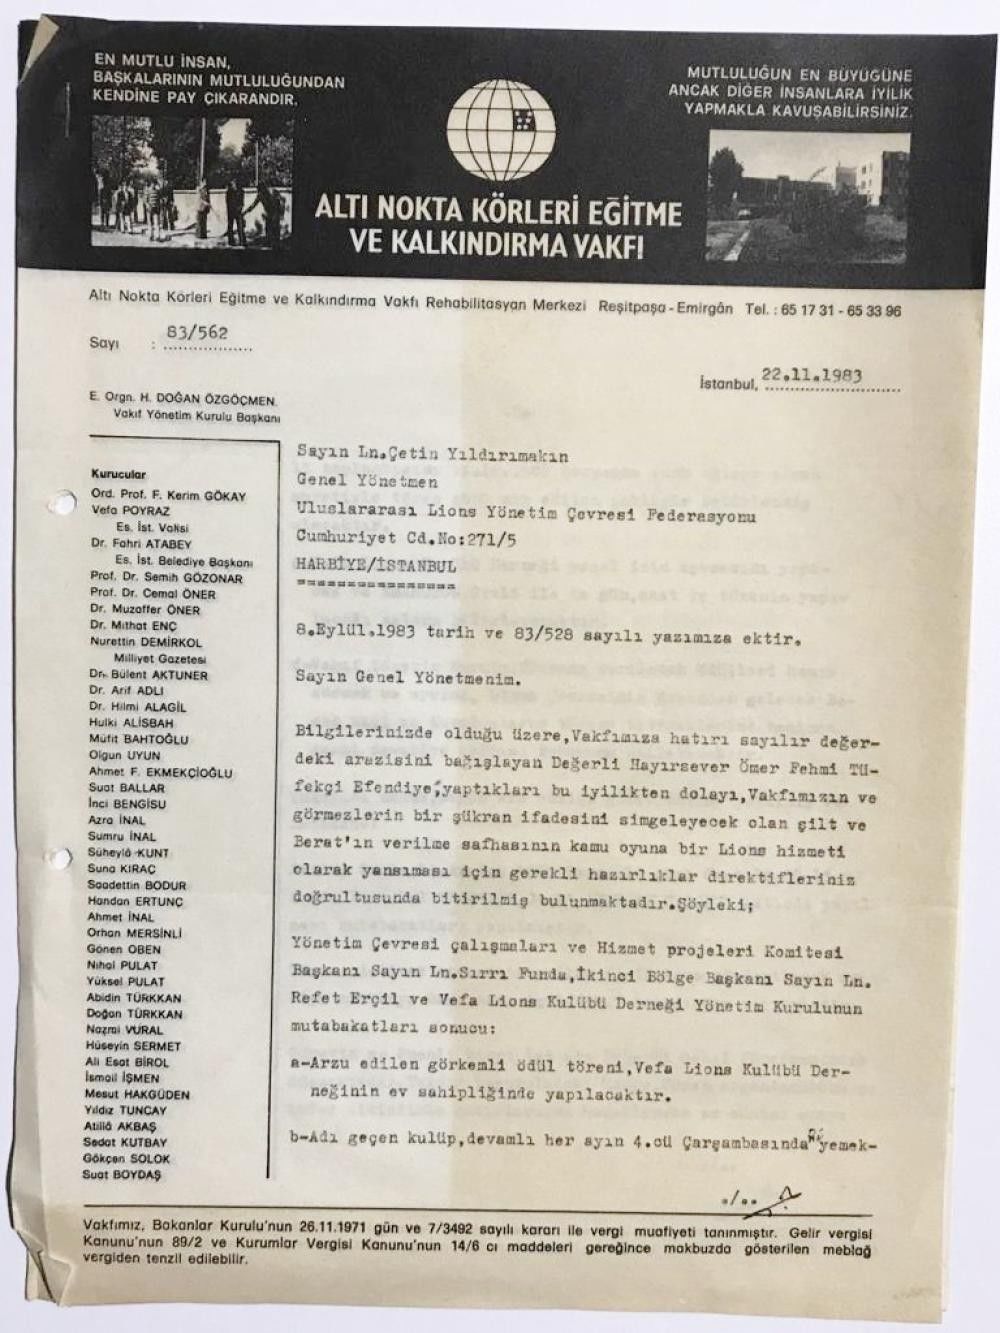 EN MUTLU İNSAN,
BAŞKALARININ MUTLULUĞUNDAN
KENDİNE PAY ÇIKARANDIR.
MUTLULUĞUN EN BÜYÜĞÜNE
ANCAK DİĞER İNSANLARA İYİLİK
YAPMAKLA KAVUŞABİLİRSİNİZ.
ALTI NOKTA KÖRLERİ EĞİTME
VE KALKINDIRMA VAKFI
Altı Nokta Körleri Eğitme ve Kalkındırma Vakfı Rehabilitasyan Merkezi Reşitpaşa - Emirgân Tel. : 65 17 31 - 65 33 96
Sayı : 83/562
İstanbul, 22.11.1983
E. Orgn. H. DOĞAN ÖZGÖÇMEN.
Vakıf Yönetim Kurulu Başkanı
Kurucular
Ord. Prof. F. Kerim GÖKAY
Vefa POYRAZ
Es. İst. Valisi
Dr. Fahri ATABEY
Es. İst. Belediye Başkanı
Prof. Dr. Semih GÖZONAR
Prof. Dr. Cemal ÖNER
Dr. Muzaffer ÖNER
Dr. Mithat ENÇ
Nurettin DEMİRKOL
Milliyet Gazetesi
Dr. Bülent AKTUNER
Dr. Arif ADLI
Dr. Hilmi ALAGİL
Hulki ALİSBAH
Müfit BAHTOĞLU
Olgun UYUN
Ahmet F. EKMEKÇİOĞLU
Suat BALLAR
İnci BENGİSU
Azra İNAL
Sumru İNAL
Süheylâ KUNT
Suna KIRAÇ
Saadettin BODUR
Handan ERTUNÇ
Ahmet İNAL
Orhan MERSİNLİ
Gönen OBEN
Nihal PULAT
Yüksel PULAT
Abidin TÜRKKAN
Doğan TÜRKKAN
Nazmi VURAL
Hüseyin SERMET
Ali Esat BİROL
İsmail İŞMEN
Mesut HAKGÜDEN
Yıldız TUNCAY
Atillâ AKBAŞ
Sedat KUTBAY
Gökçen SOLOK
Suat BOYDAŞ
Sayın Ln.Çetin Yıldırımakın
Genel Yönetmen
Uluslararası Lions Yönetim Çevresi Federasyonu
Cumhuriyet Cd.No:271/5
HARBİYE/İSTANBUL
================
8.Eylül.1983 tarih ve 83/528 sayılı yazımıza ektir.
Sayın Genel Yönetmenim.
Bilgilerinizde olduğu üzere,Vakfımıza hatırı sayılır değer-
deki arazisini bağışlayan Değerli Hayırsever Ömer Fehmi Tü-
fekçi Efendiye,yaptıkları bu iyilikten dolayı,Vakfımızın ve
görmezlerin bir şükran ifadesini simgeleyecek olan şilt ve
Berat'ın verilme safhasının kamu oyuna bir Lions hizmeti
olarak yansıması için gerekli hazırlıklar direktifleriniz
doğrultusunda bitirilmiş bulunmaktadır.Şöyleki;
Yönetim Çevresi çalışmaları ve Hizmet projeleri Komitesi
Başkanı Sayın Ln.Sırrı Funda,İkinci Bölge Başkanı Sayın Ln.
Refet Erçil ve Vefa Lions Kulübü Derneği Yönetim Kurulunun
mutabakatları sonucu:
a-Arzu edilen görkemli ödül töreni,Vefa Lions Kulübü Der-
neğinin ev sahipliğinde yapılacaktır.
b-Adı geçen kulüp,devamlı her ayın 4.cü Çarşambasında ki yemek-
./..
Vakfımız, Bakanlar Kurulu'nun 26.11.1971 gün ve 7/3492 sayılı kararı ile vergi muafiyeti tanınmıştır. Gelir vergisi
Kanunu'nun 89/2 ve Kurumlar Vergisi Kanunu'nun 14/6 cı maddeleri gereğince makbuzda gösterilen meblağ
vergiden tenzil edilebilir.